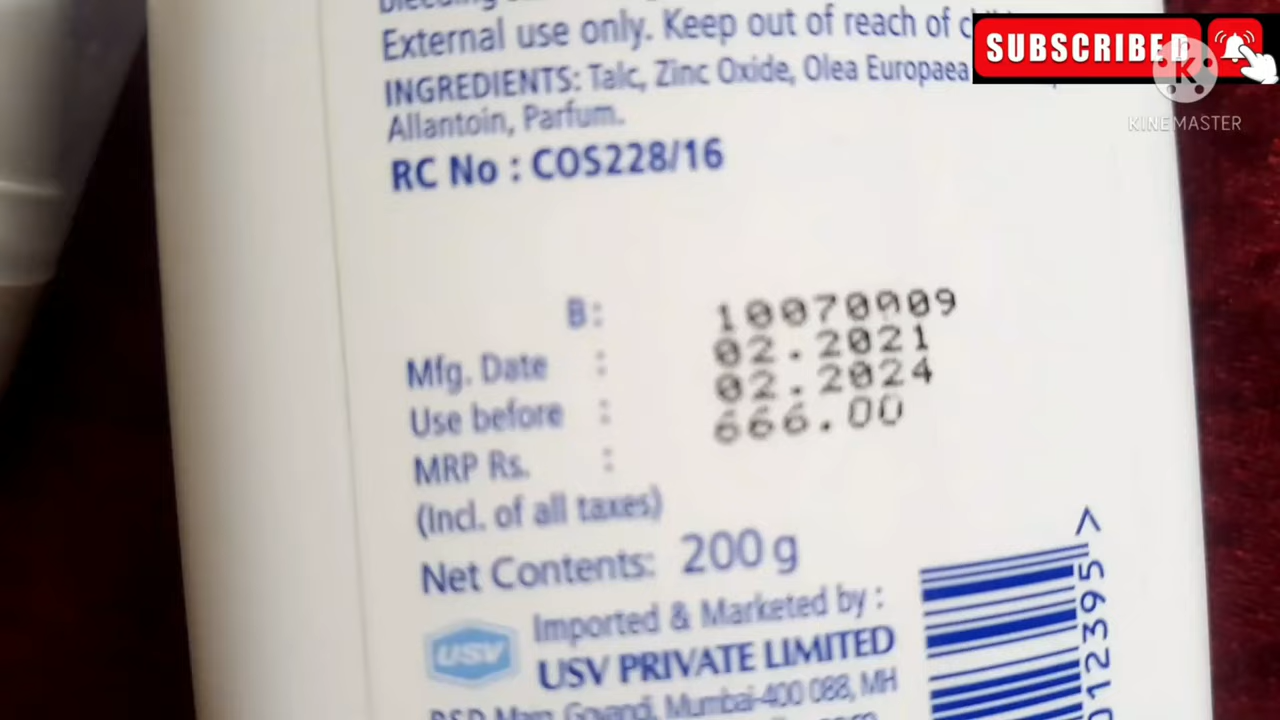 External use only. Keep out of reach of
INGREDIENTS: Talc, Zinc Oxide, Olea Europaea
Allantoin, Parfum.
RC No : COS228/16
B: 10070009
Mfg. Date : 02.2021
Use before : 02.2024
MRP Rs. : 666.00
(Incl. of all taxes)
Net Contents: 200 g
Imported & Marketed by :
USV
USV PRIVATE LIMITED
Govandi, Mumbai-400 088, MH
012395 >
SUBSCRIBED
K
KINEMASTER